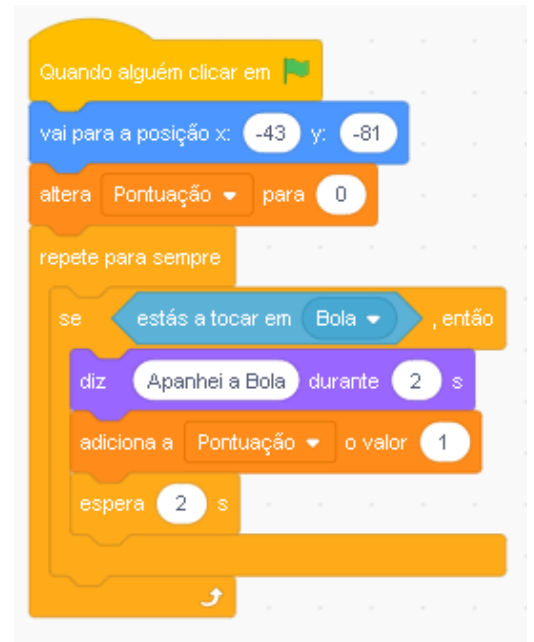 Quando alguém clicar em
vai para a posição x: -43 y: -81
altera Pontuação para 0
repete para sempre
se estás a tocar em Bola , então
diz Apanhei a Bola durante 2 s
adiciona a Pontuação o valor 1
espera 2 s